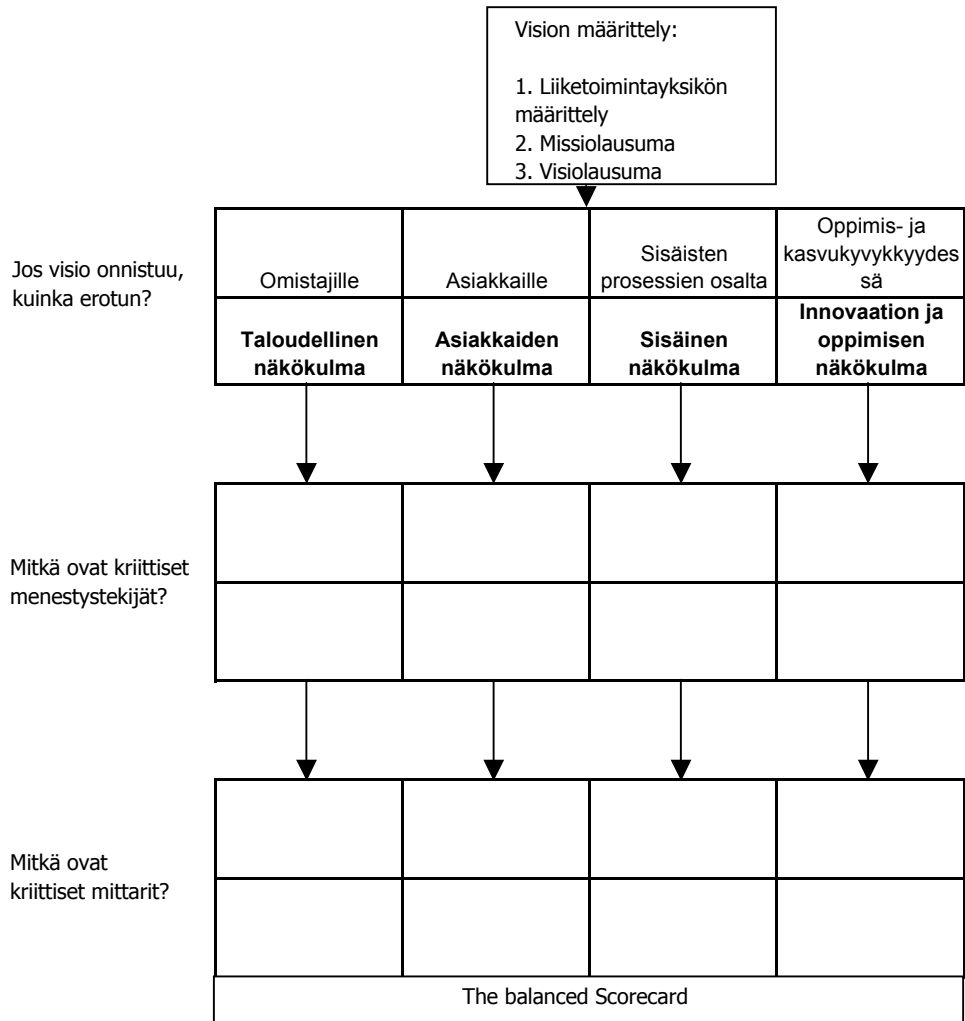 Vision määrittely:
1. Liiketoimintayksikön
määrittely
2. Missiolausuma
3. Visiolausuma
Jos visio onnistuu,
kuinka erotun?
Omistajille
Asiakkaille
Sisäisten
prosessien osalta
Oppimis- ja
kasvukyvykkyydes
sä
Taloudellinen
näkökulma
Asiakkaiden
näkökulma
Sisäinen
näkökulma
Innovaation ja
oppimisen
näkökulma
Mitkä ovat kriittiset
menestystekijät?
Mitkä ovat
kriittiset mittarit?
The balanced Scorecard